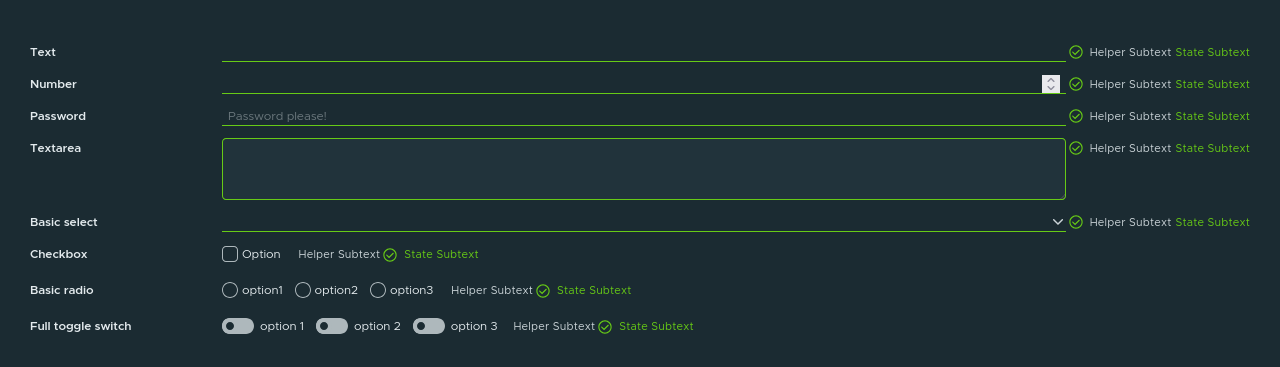 Text Helper Subtext State Subtext
Number Helper Subtext State Subtext
Password Password please! Helper Subtext State Subtext
Textarea Helper Subtext State Subtext
Basic select Helper Subtext State Subtext
Checkbox Option Helper Subtext State Subtext
Basic radio option1 option2 option3 Helper Subtext State Subtext
Full toggle switch option 1 option 2 option 3 Helper Subtext State Subtext